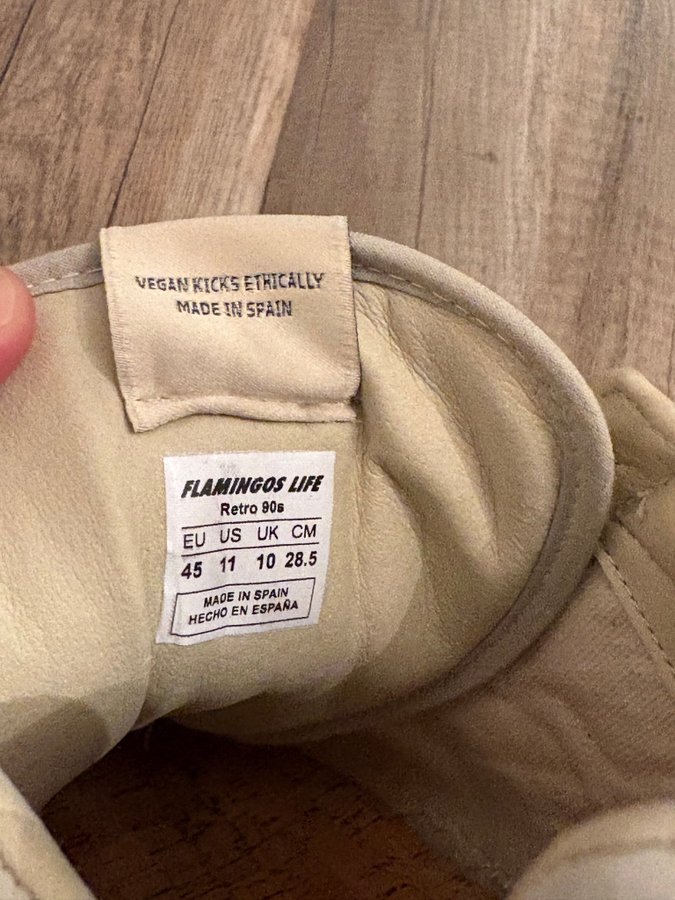 VEGAN KICKS ETHICALLY
MADE IN SPAIN
FLAMINGOS LIFE
Retro 90s
EU US UK CM
45 11 10 28.5
MADE IN SPAIN
HECHO EN ESPAÑA